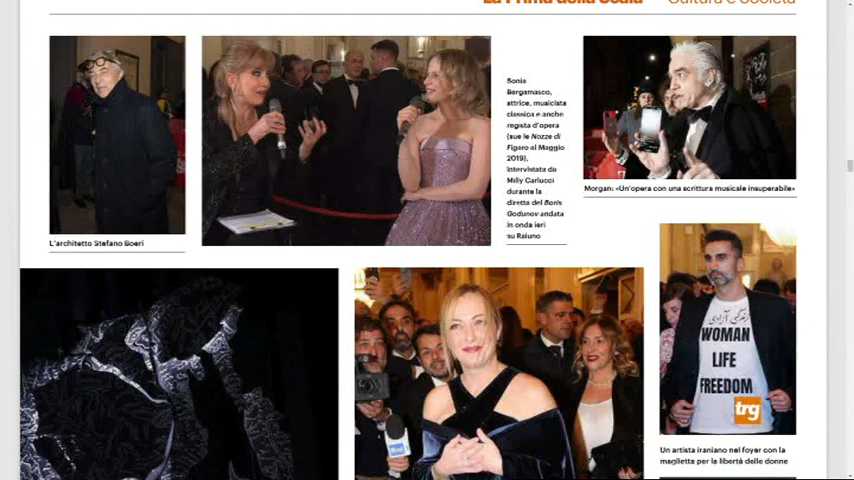 La Prima della Scala
Cultura e Società
L'architetto Stefano Boeri
Sonia
Bergamasco,
attrice, musicista
classica e anche
regista d'opera
(sue le Nozze di
Figaro al Maggio
2019),
intervistata da
Milly Carlucci
durante la
diretta del Boris
Godunov andata
in onda ieri
su Raiuno
Morgan: «Un'opera con una scrittura musicale insuperabile»
زندگی آزادی
WOMAN
LIFE
FREEDOM
trg
Un artista iraniano nel foyer con la
maglietta per la libertà delle donne